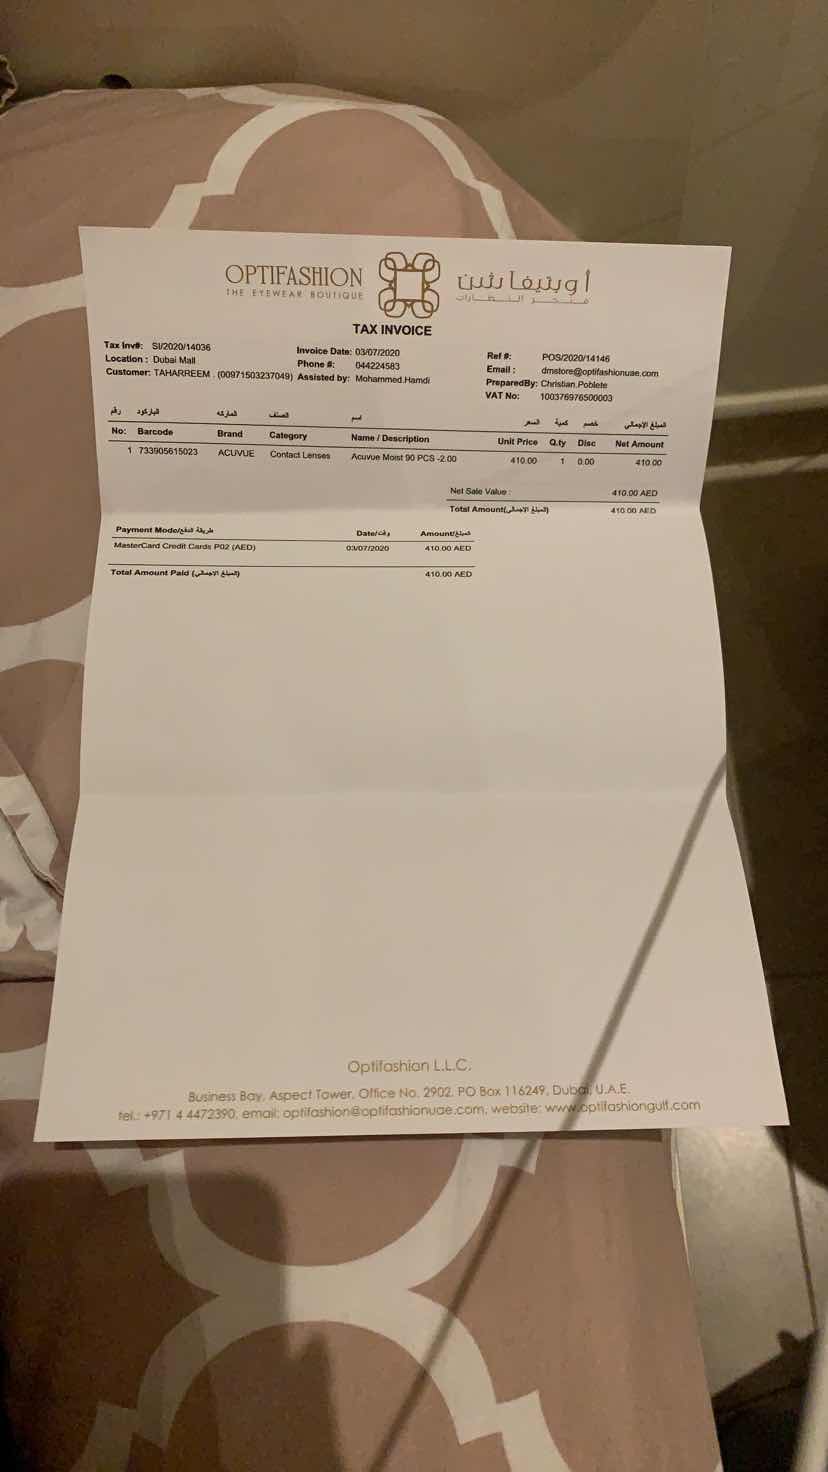 OPTIFASHION
THE EYEWEAR BOUTIQUE
أوبتيفاشن
متجر النظارات
TAX INVOICE
Tax Inv#: SI/2020/14036
Location : Dubai Mall
Customer: TAHARREEM . (00971503237049)
Invoice Date: 03/07/2020
Phone #: 044224583
Assisted by: Mohammed.Hamdi
Ref #: POS/2020/14146
Email : dmstore@optifashionuae.com
PreparedBy: Christian.Poblete
VAT No: 100376976500003
رقم الباركود الماركه الصنف اسم السعر كمية خصم المبلغ الاجمالي
No: Barcode Brand Category Name / Description Unit Price Q.ty Disc Net Amount
1 733905615023 ACUVUE Contact Lenses Acuvue Moist 90 PCS -2.00 410.00 1 0.00 410.00
Net Sale Value : 410.00 AED
Total Amount(المبلغ الاجمالي) 410.00 AED
Payment Mode/طريقة الدفع Date/وقت Amount/المبلغ
MasterCard Credit Cards P02 (AED) 03/07/2020 410.00 AED
Total Amount Paid (المبلغ الاجمالي) 410.00 AED
Optifashion L.L.C.
Business Bay, Aspect Tower, Office No. 2902, PO Box 116249, Dubai, U.A.E.
tel.: +971 4 4472390, email: optifashion@optifashionuae.com, website: www.optifashiongulf.com